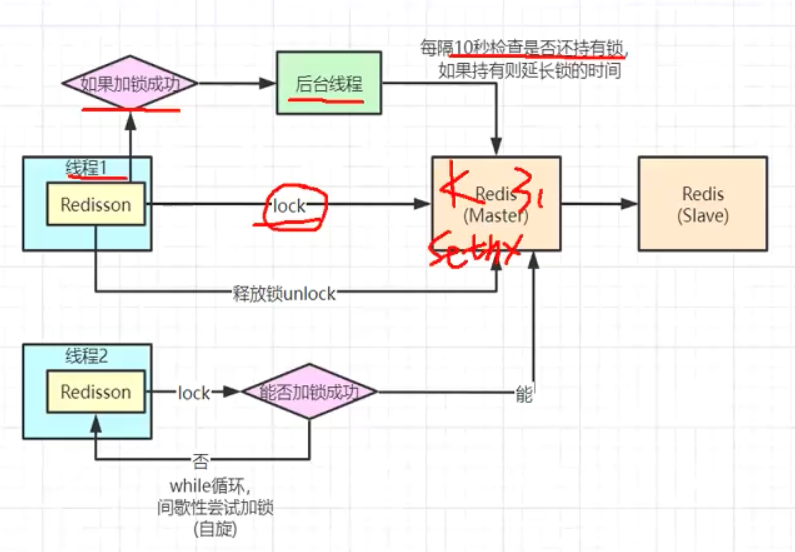 每隔10秒检查是否还持有锁,
如果持有则延长锁的时间
如果加锁成功
后台线程
线程1
Redisson
lock
Redis
(Master)
K
setnx
Redis
(Slave)
释放锁unlock
线程2
Redisson
lock
能否加锁成功
能
否
while循环,
间歇性尝试加锁
(自旋)